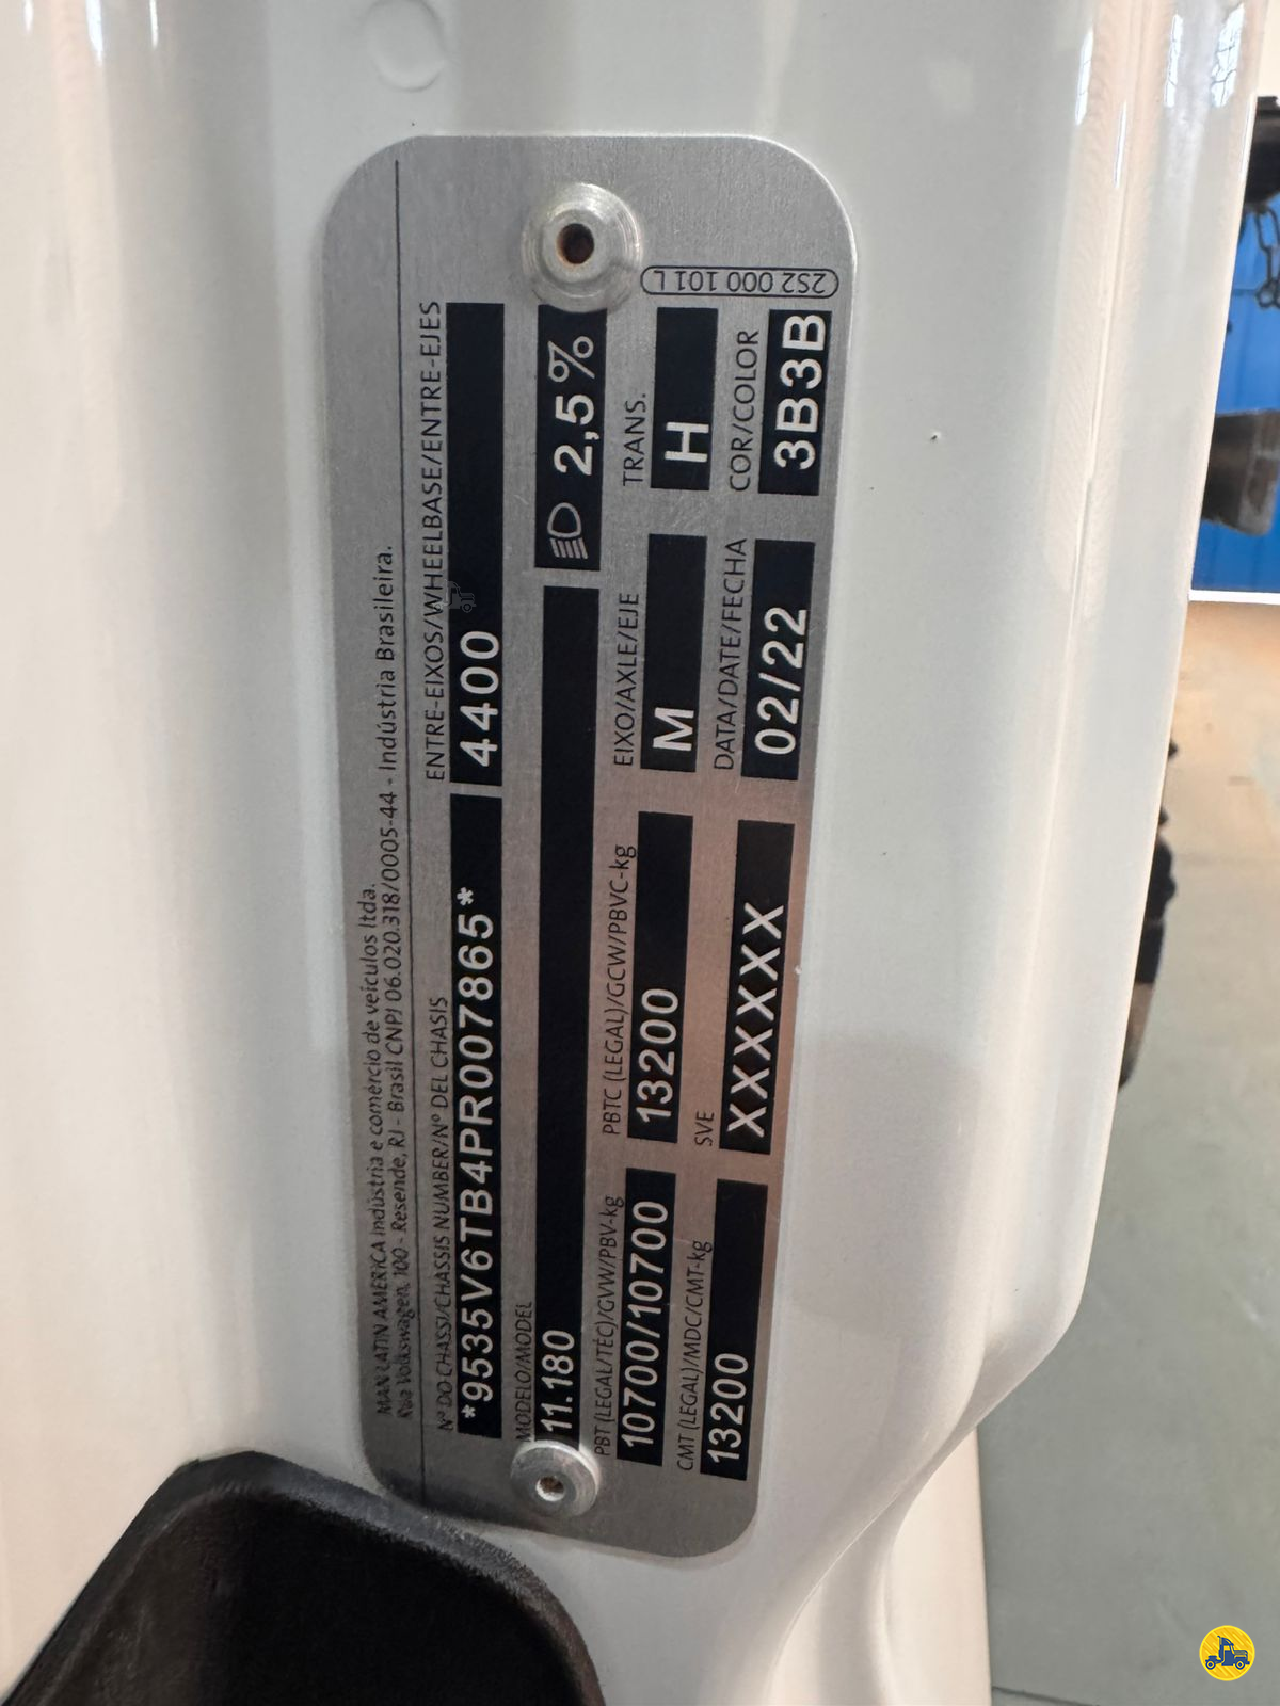 MAN LATIN AMERICA indústria e comércio de veículos ltda.
Rua Volkswagen, 100 - Resende, RJ - Brasil CNPJ 06.020.318/0005-44 - Indústria Brasileira.
Nº DO CHASSI/CHASSIS NUMBER/Nº DEL CHASIS
ENTRE-EIXOS/WHEELBASE/ENTRE-EJES
*9535V6TB4PR007865*
4400
MODELO/MODEL
11.180
2,5%
PBT (LEGAL/TÉC)/GVW/PBV-kg
PBTC (LEGAL)/GCW/PBVC-kg
EIXO/AXLE/EJE
TRANS.
10700/10700
13200
M
H
CMT (LEGAL)/MDC/CMT-kg
SVE
DATA/DATE/FECHA
COR/COLOR
13200
XXXXXX
02/22
3B3B
2S2 000 101 L